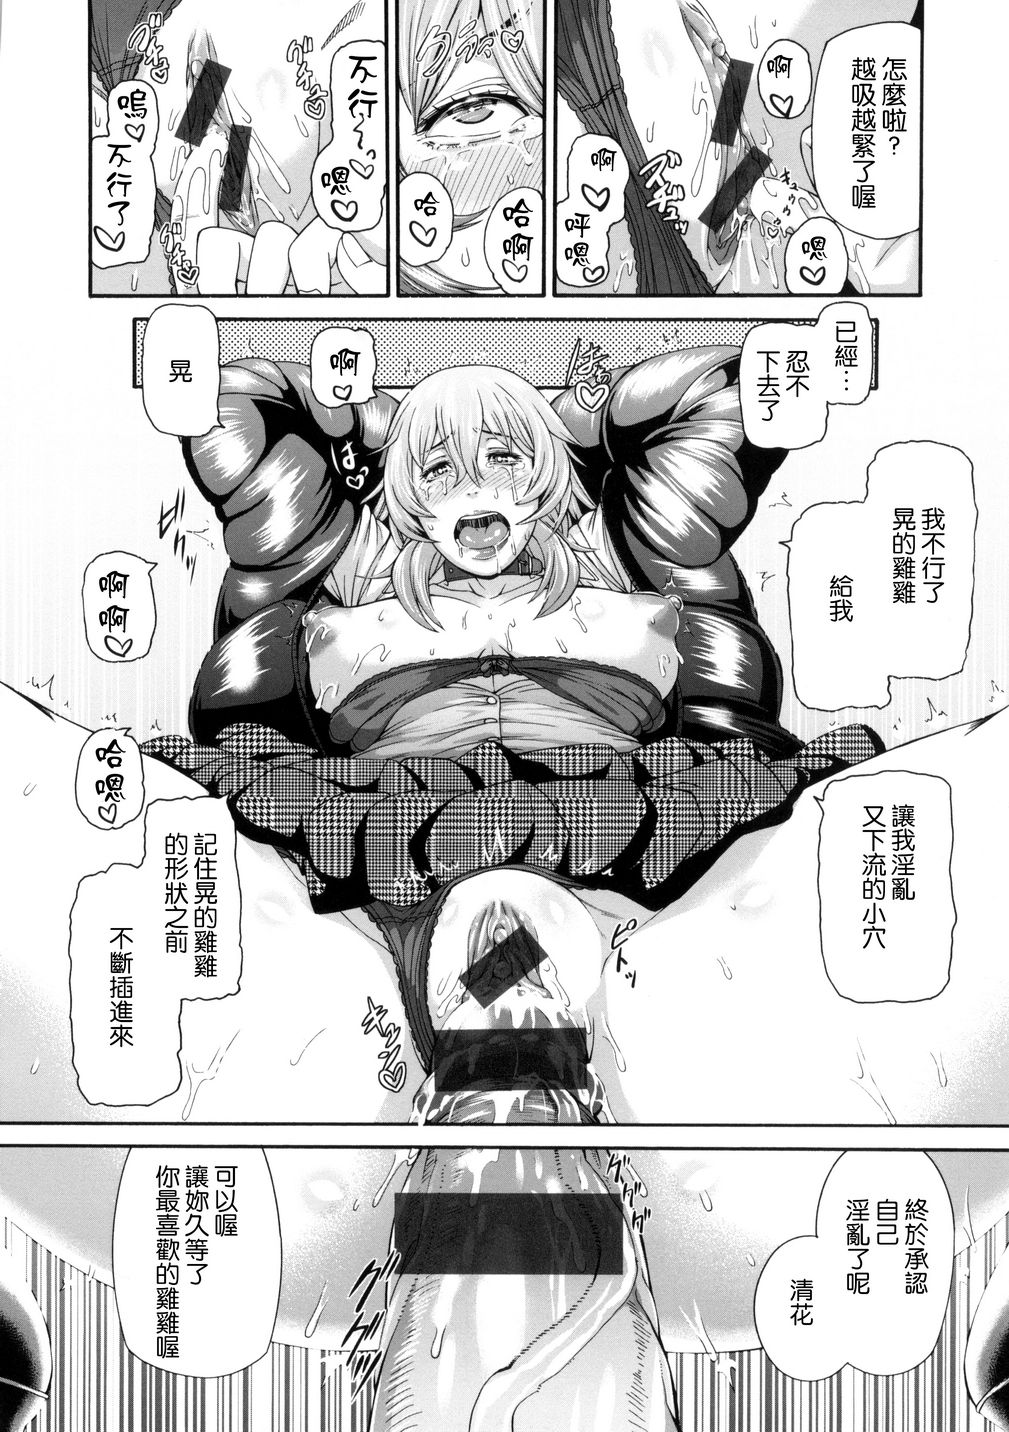 怎麼啦？
越吸越緊了喔
啊
啊
呼嗯
嗯
哈啊
哈
不行～
嗯
嗚
不行了
已經…
忍不
下去了
啊
晃
我不行了
晃的雞雞
給我
啊
啊
哈嗯
讓我淫亂
又下流的小穴
記住晃的雞雞
的形狀之前
不斷插進來
終於承認
自己
淫亂了呢
清花
可以喔
讓妳久等了
你最喜歡的雞雞喔